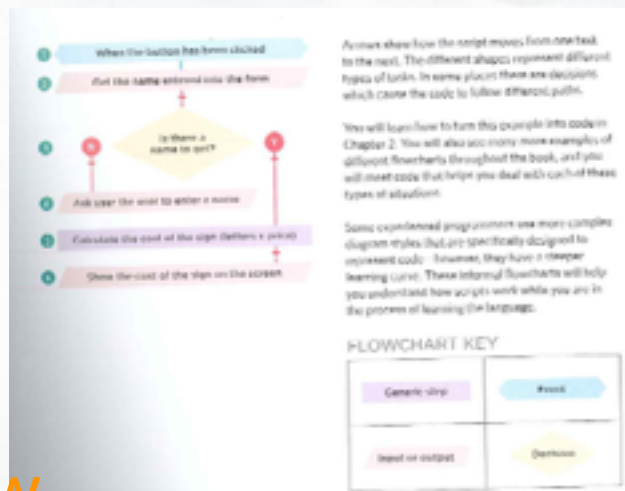 1 When the button has been clicked
2 Get the name entered into the form
3 Is there a
name to get?
N
Y
4 Ask user the user to enter a name
5 Calculate the cost of the sign (letters x price)
6 Show the cost of the sign on the screen
Arrows show how the script moves from one task
to the next. The different shapes represent different
types of tasks. In some places there are decisions
which cause the code to follow different paths.
You will learn how to turn this example into code in
Chapter 2. You will also see many more examples of
different flowcharts throughout the book, and you
will meet code that helps you deal with each of these
types of situations.
Some experienced programmers use more complex
diagram styles that are specifically designed to
represent code - however, they have a steeper
learning curve. These informal flowcharts will help
you understand how scripts work while you are in
the process of learning the language.
FLOWCHART KEY
Generic step
Event
Input or output
Decision